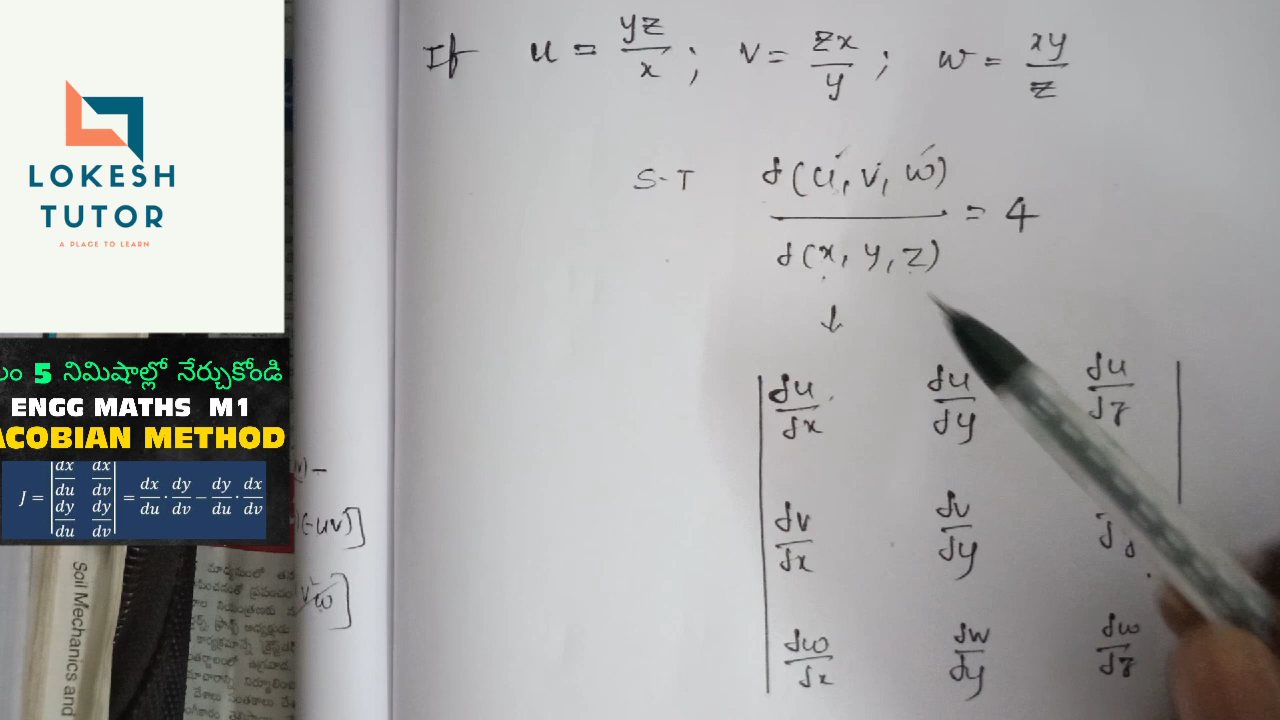 LOKESH
TUTOR
A PLACE TO LEARN
లం 5 నిమిషాల్లో నేర్చుకోండి
ENGG MATHS M1
ACOBIAN METHOD
J = |dx/du dx/dv; dy/du dy/dv| = dx/du · dy/dv − dy/du · dx/dv
Soil Mechanics and
If u = yz/x ; v = zx/y ; w = xy/z
S-T ∂(u, v, w)/∂(x, y, z) = 4
↓
∂u/∂x ∂u/∂y ∂u/∂z
∂v/∂x ∂v/∂y
∂w/∂x ∂w/∂y ∂w/∂z